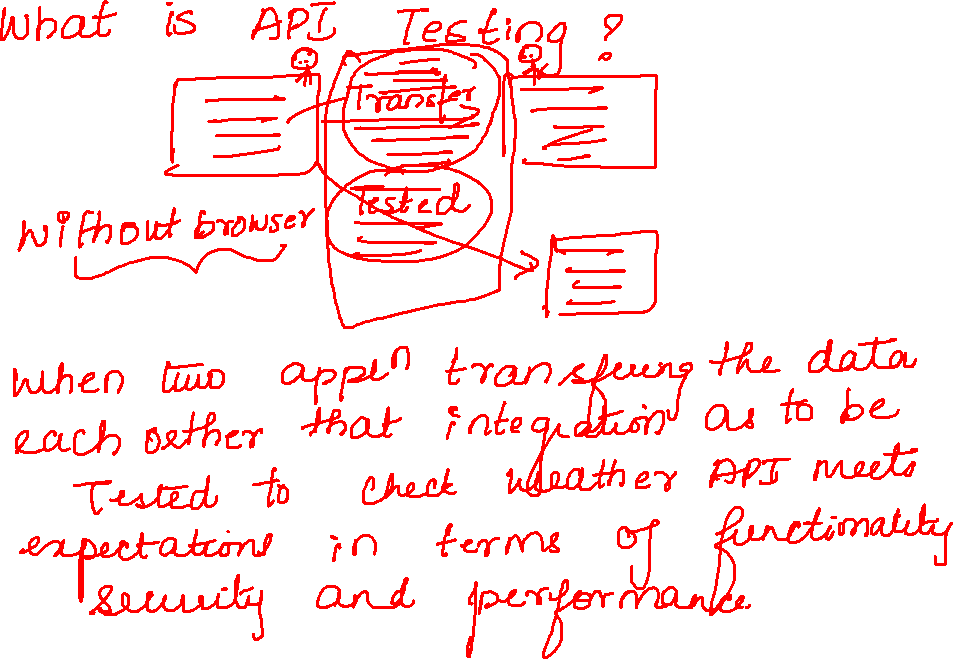 What is API Testing ?
Transfer
Tested
without browser
when two appln transfering the data
each oether that integration as to be
Tested to check weather API meets
expectations in terms of functionality
security and performance